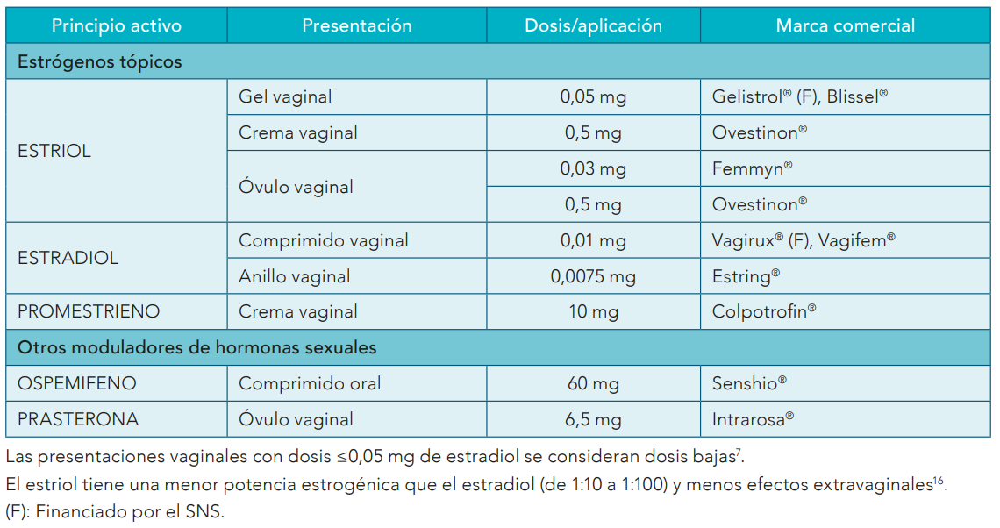 Principio activo Presentación Dosis/aplicación Marca comercial
Estrógenos tópicos
ESTRIOL Gel vaginal 0,05 mg Gelistrol® (F), Blissel®
Crema vaginal 0,5 mg Ovestinon®
Óvulo vaginal 0,03 mg Femmyn®
0,5 mg Ovestinon®
ESTRADIOL Comprimido vaginal 0,01 mg Vagirux® (F), Vagifem®
Anillo vaginal 0,0075 mg Estring®
PROMESTRIENO Crema vaginal 10 mg Colpotrofin®
Otros moduladores de hormonas sexuales
OSPEMIFENO Comprimido oral 60 mg Senshio®
PRASTERONA Óvulo vaginal 6,5 mg Intrarosa®
Las presentaciones vaginales con dosis ≤0,05 mg de estradiol se consideran dosis bajas⁷.
El estriol tiene una menor potencia estrogénica que el estradiol (de 1:10 a 1:100) y menos efectos extravaginales¹⁶.
(F): Financiado por el SNS.